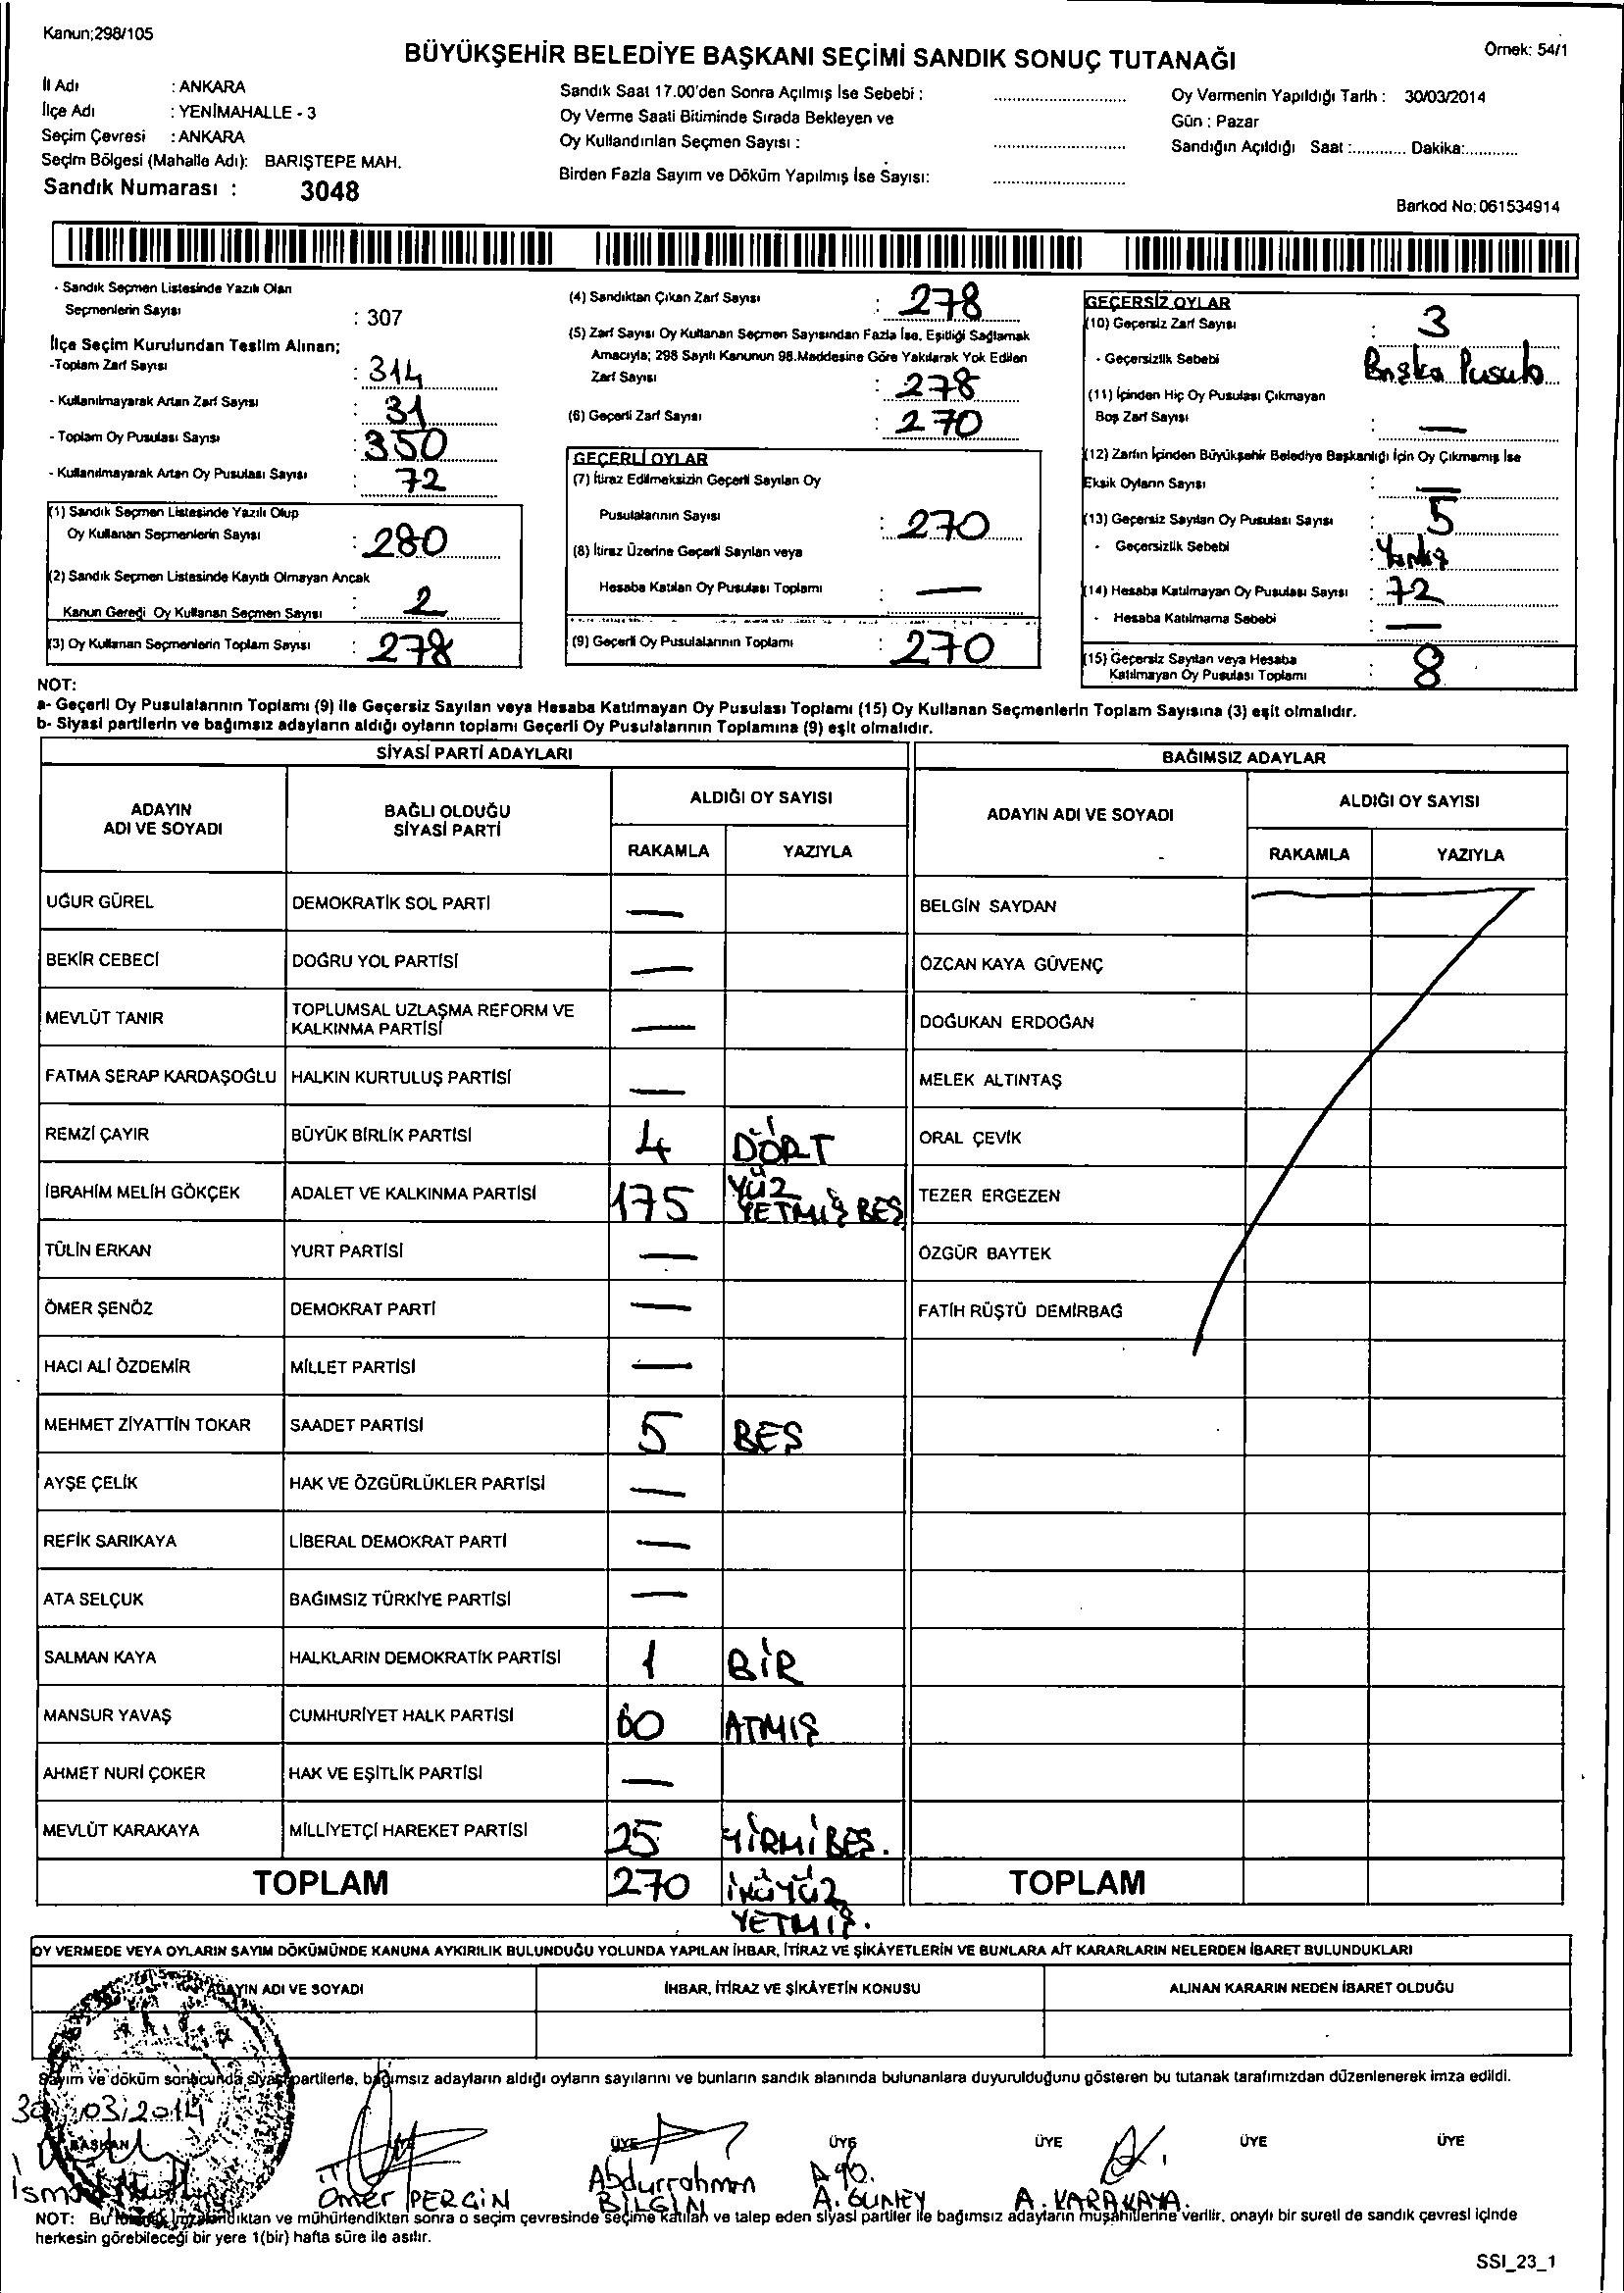 Kanun;298/105
Örnek: 54/1
BÜYÜKŞEHİR BELEDİYE BAŞKANI SEÇİMİ SANDIK SONUÇ TUTANAĞI
İl Adı : ANKARA
İlçe Adı : YENİMAHALLE - 3
Seçim Çevresi : ANKARA
Seçim Bölgesi (Mahalle Adı): BARIŞTEPE MAH.
Sandık Numarası : 3048
Sandık Saat 17.00'den Sonra Açılmış İse Sebebi :
Oy Verme Saati Bitiminde Sırada Bekleyen ve
Oy Kullandırılan Seçmen Sayısı :
Birden Fazla Sayım ve Döküm Yapılmış İse Sayısı:
Oy Vermenin Yapıldığı Tarih : 30/03/2014
Gün : Pazar
Sandığın Açıldığı Saat :............ Dakika:............
Barkod No:061534914
- Sandık Seçmen Listesinde Yazılı Olan
Seçmenlerin Sayısı : 307
İlçe Seçim Kurulundan Teslim Alınan;
-Toplam Zarf Sayısı : 314
- Kullanılmayarak Artan Zarf Sayısı : 31
- Toplam Oy Pusulası Sayısı : 350
- Kullanılmayarak Artan Oy Pusulası Sayısı : 72
(1) Sandık Seçmen Listesinde Yazılı Olup
Oy Kullanan Seçmenlerin Sayısı : 280
(2) Sandık Seçmen Listesinde Kayıtlı Olmayan Ancak
Kanun Gereği Oy Kullanan Seçmen Sayısı : 2
(3) Oy Kullanan Seçmenlerin Toplam Sayısı : 278
(4) Sandıktan Çıkan Zarf Sayısı : 278
(5) Zarf Sayısı Oy Kullanan Seçmen Sayısından Fazla İse, Eşitliği Sağlamak
Amacıyla; 298 Sayılı Kanunun 98.Maddesine Göre Yakılarak Yok Edilen
Zarf Sayısı : 278
(6) Geçerli Zarf Sayısı : 270
GEÇERLİ OYLAR
(7) İtiraz Edilmeksizin Geçerli Sayılan Oy
Pusulalarının Sayısı : 270
(8) İtiraz Üzerine Geçerli Sayılan veya
Hesaba Katılan Oy Pusulası Toplamı : —
(9) Geçerli Oy Pusulalarının Toplamı : 270
GEÇERSİZ OYLAR
(10) Geçersiz Zarf Sayısı : 3
- Geçersizlik Sebebi : Başka Pusula
(11) İçinden Hiç Oy Pusulası Çıkmayan
Boş Zarf Sayısı : —
(12) Zarfın İçinden Büyükşehir Belediye Başkanlığı İçin Oy Çıkmamış İse
Eksik Oyların Sayısı : —
(13) Geçersiz Sayılan Oy Pusulası Sayısı : 5
- Geçersizlik Sebebi :
(14) Hesaba Katılmayan Oy Pusulası Sayısı : 72
- Hesaba Katılmama Sebebi : —
(15) Geçersiz Sayılan veya Hesaba
Katılmayan Oy Pusulası Toplamı : 8
NOT:
a- Geçerli Oy Pusulalarının Toplamı (9) ile Geçersiz Sayılan veya Hesaba Katılmayan Oy Pusulası Toplamı (15) Oy Kullanan Seçmenlerin Toplam Sayısına (3) eşit olmalıdır.
b- Siyasi partilerin ve bağımsız adayların aldığı oyların toplamı Geçerli Oy Pusulalarının Toplamına (9) eşit olmalıdır.
SİYASİ PARTİ ADAYLARI
ADAYIN
ADI VE SOYADI
BAĞLI OLDUĞU
SİYASİ PARTİ
ALDIĞI OY SAYISI
RAKAMLA YAZIYLA
UĞUR GÜREL DEMOKRATİK SOL PARTİ —
BEKİR CEBECİ DOĞRU YOL PARTİSİ —
MEVLÜT TANIR TOPLUMSAL UZLAŞMA REFORM VE
KALKINMA PARTİSİ —
FATMA SERAP KARDAŞOĞLU HALKIN KURTULUŞ PARTİSİ —
REMZİ ÇAYIR BÜYÜK BİRLİK PARTİSİ 4 DÖRT
İBRAHİM MELİH GÖKÇEK ADALET VE KALKINMA PARTİSİ 175 YÜZ
YETMİŞ BEŞ
TÜLİN ERKAN YURT PARTİSİ —
ÖMER ŞENÖZ DEMOKRAT PARTİ —
HACI ALİ ÖZDEMİR MİLLET PARTİSİ —
MEHMET ZİYATTİN TOKAR SAADET PARTİSİ 5 BEŞ
AYŞE ÇELİK HAK VE ÖZGÜRLÜKLER PARTİSİ —
REFİK SARIKAYA LİBERAL DEMOKRAT PARTİ —
ATA SELÇUK BAĞIMSIZ TÜRKİYE PARTİSİ —
SALMAN KAYA HALKLARIN DEMOKRATİK PARTİSİ 1 BİR
MANSUR YAVAŞ CUMHURİYET HALK PARTİSİ 60 ATMIŞ
AHMET NURİ ÇOKER HAK VE EŞİTLİK PARTİSİ —
MEVLÜT KARAKAYA MİLLİYETÇİ HAREKET PARTİSİ 25 YİRMİ BEŞ.
TOPLAM 270 İKİYÜZ
YETMİŞ.
BAĞIMSIZ ADAYLAR
ADAYIN ADI VE SOYADI
ALDIĞI OY SAYISI
RAKAMLA YAZIYLA
BELGİN SAYDAN
ÖZCAN KAYA GÜVENÇ
DOĞUKAN ERDOĞAN
MELEK ALTINTAŞ
ORAL ÇEVİK
TEZER ERGEZEN
ÖZGÜR BAYTEK
FATİH RÜŞTÜ DEMİRBAĞ
TOPLAM
OY VERMEDE VEYA OYLARIN SAYIM DÖKÜMÜNDE KANUNA AYKIRILIK BULUNDUĞU YOLUNDA YAPILAN İHBAR, İTİRAZ VE ŞİKÂYETLERİN VE BUNLARA AİT KARARLARIN NELERDEN İBARET BULUNDUKLARI
ADAYIN ADI VE SOYADI
İHBAR, İTİRAZ VE ŞİKÂYETİN KONUSU
ALINAN KARARIN NEDEN İBARET OLDUĞU
Sayım ve döküm sonucunda siyasi partilerle, bağımsız adayların aldığı oyların sayılarını ve bunların sandık alanında bulunanlara duyurulduğunu gösteren bu tutanak tarafımızdan düzenlenerek imza edildi.
30/03/2014
BAŞKAN ÜYE ÜYE ÜYE ÜYE ÜYE ÜYE
Ömer PERGİN
Abdurrahman
BİLGİN
A. GÜNEY
A. KARAKAYA.
NOT: Bu tutanak imzalandıktan ve mühürlendikten sonra o seçim çevresinde seçime katılan ve talep eden siyasi partiler ile bağımsız adayların müşahitlerine verilir, onaylı bir sureti de sandık çevresi içinde
herkesin görebileceği bir yere 1(bir) hafta süre ile asılır.
SSI_23_1